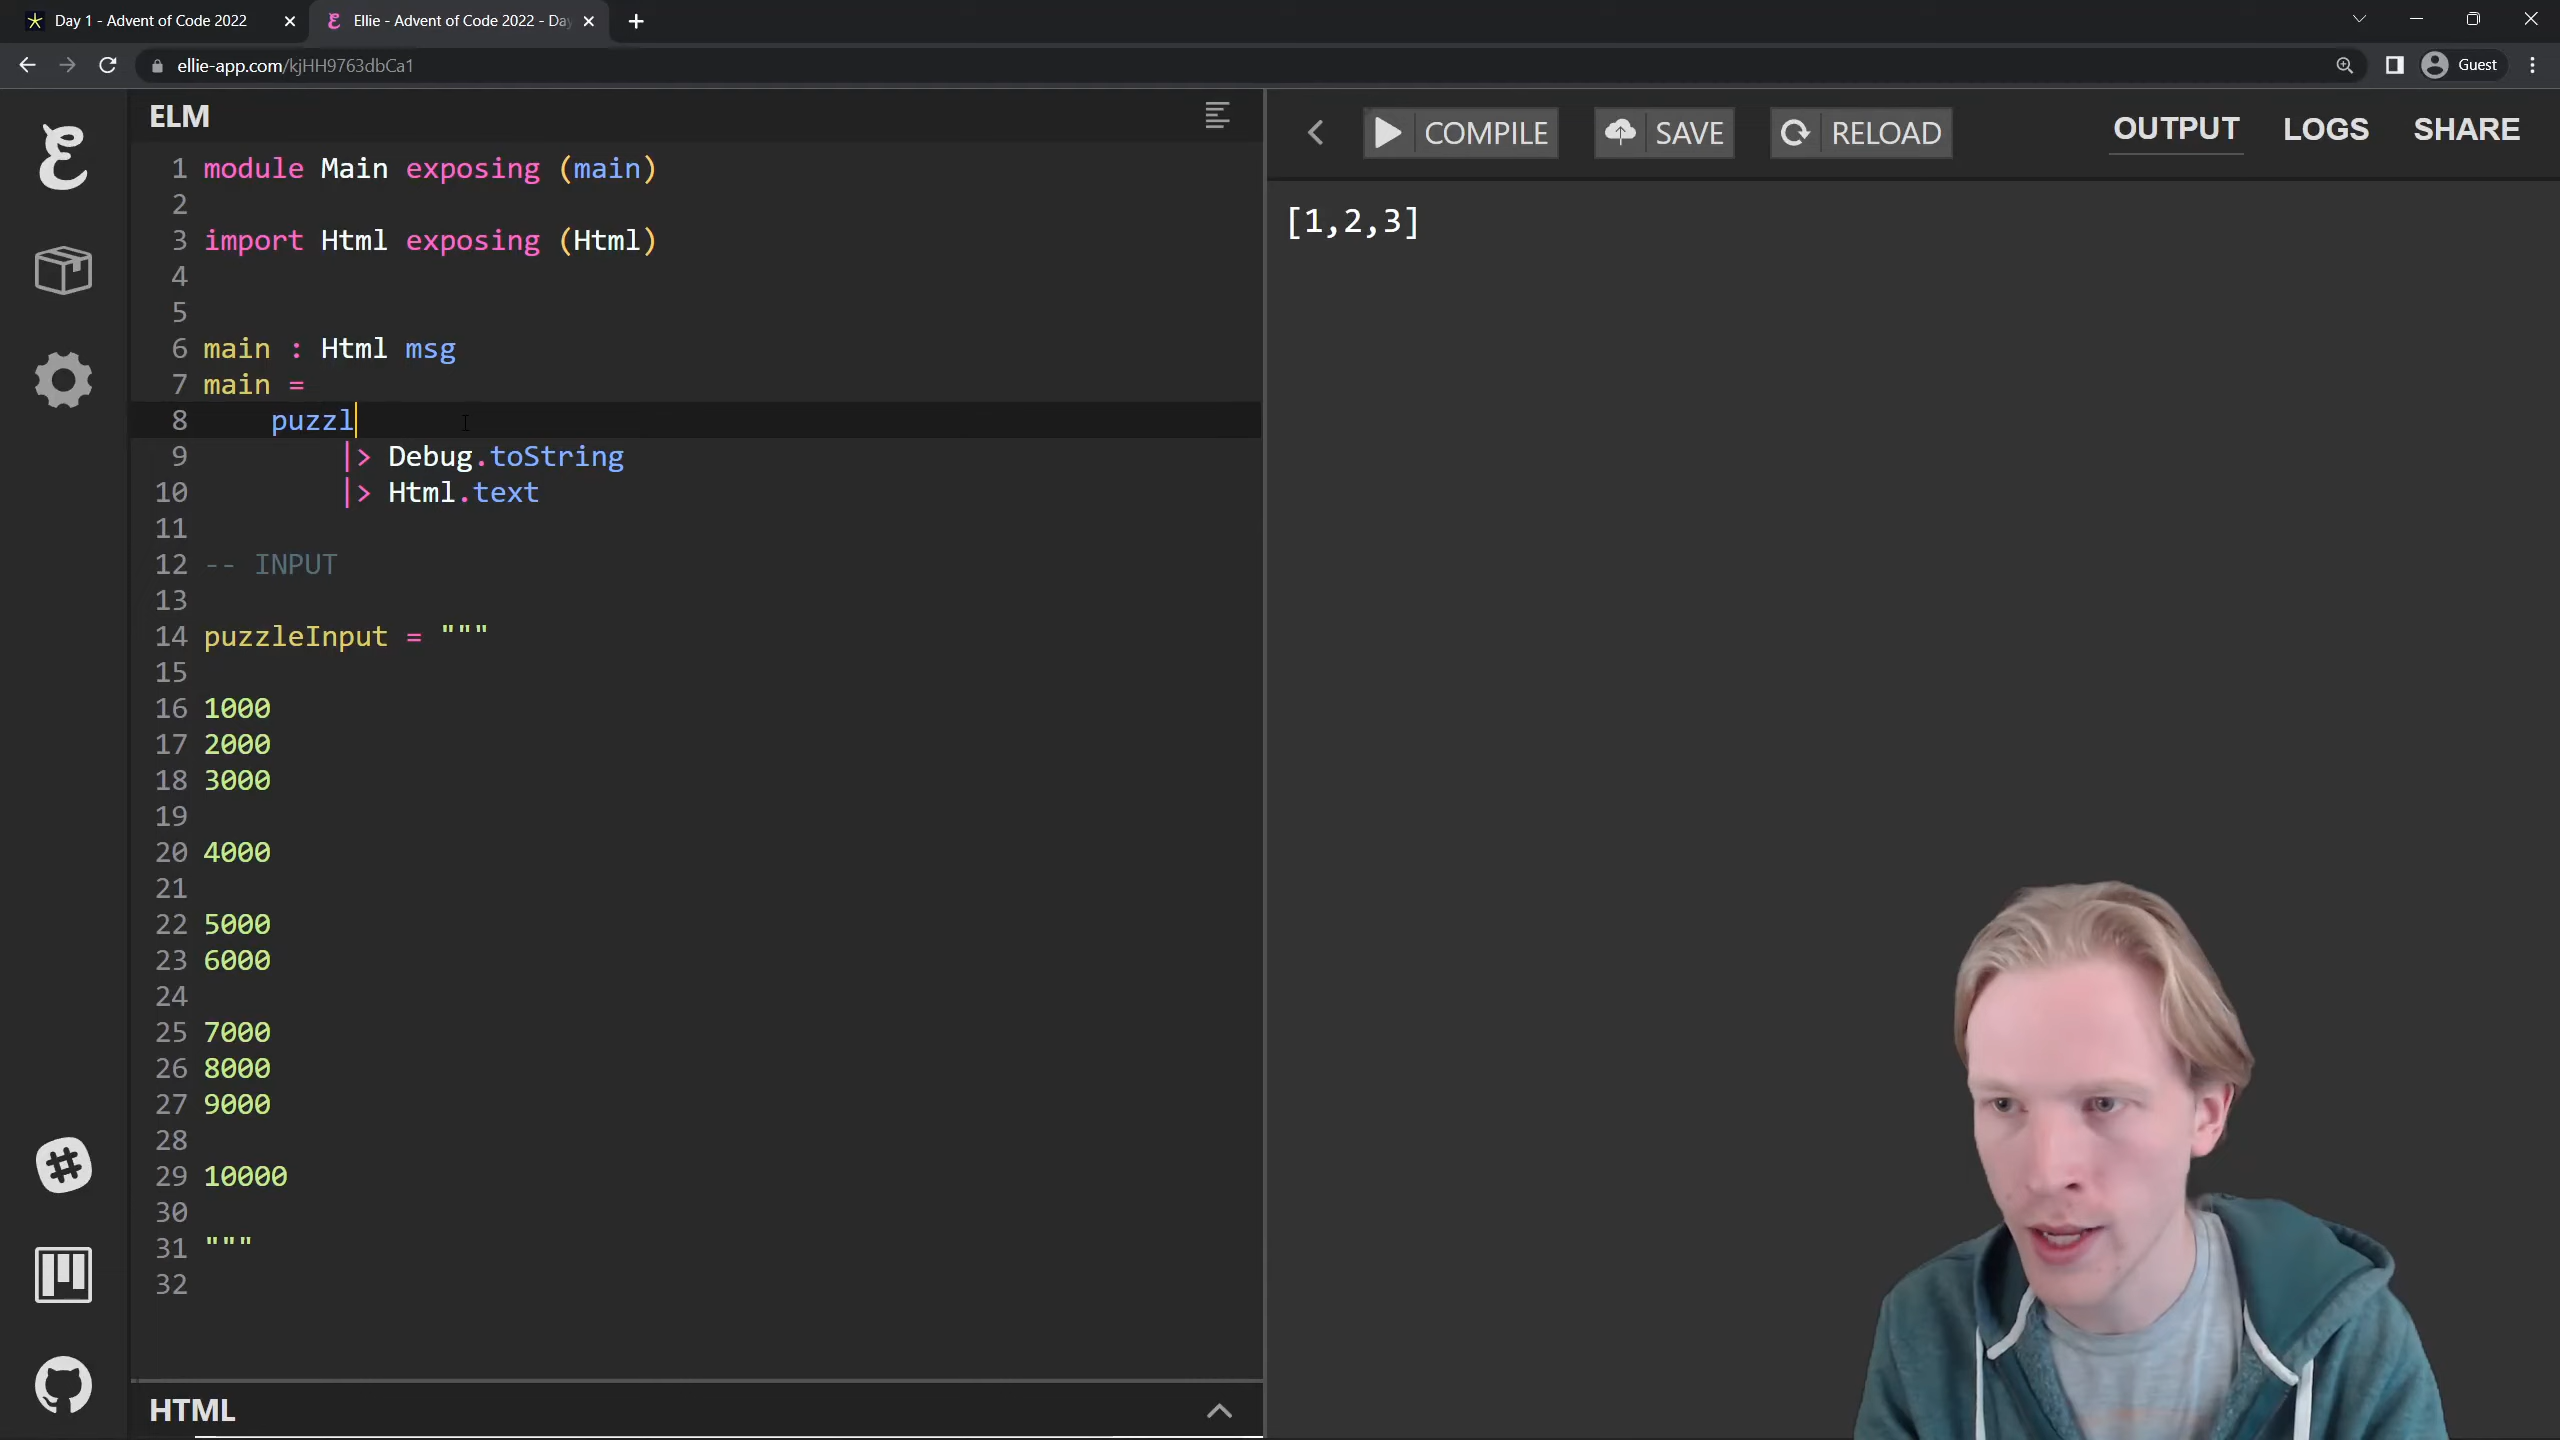 Day 1 - Advent of Code 2022
Ellie - Advent of Code 2022 - Da
ellie-app.com/kjHH9763dbCa1
Guest
ELM
COMPILE
SAVE
RELOAD
OUTPUT
LOGS
SHARE
1 module Main exposing (main)
2
3 import Html exposing (Html)
4
5
6 main : Html msg
7 main =
8     puzzl
9         |> Debug.toString
10         |> Html.text
11
12 -- INPUT
13
14 puzzleInput = """
15
16 1000
17 2000
18 3000
19
20 4000
21
22 5000
23 6000
24
25 7000
26 8000
27 9000
28
29 10000
30
31 """
32
[1,2,3]
HTML